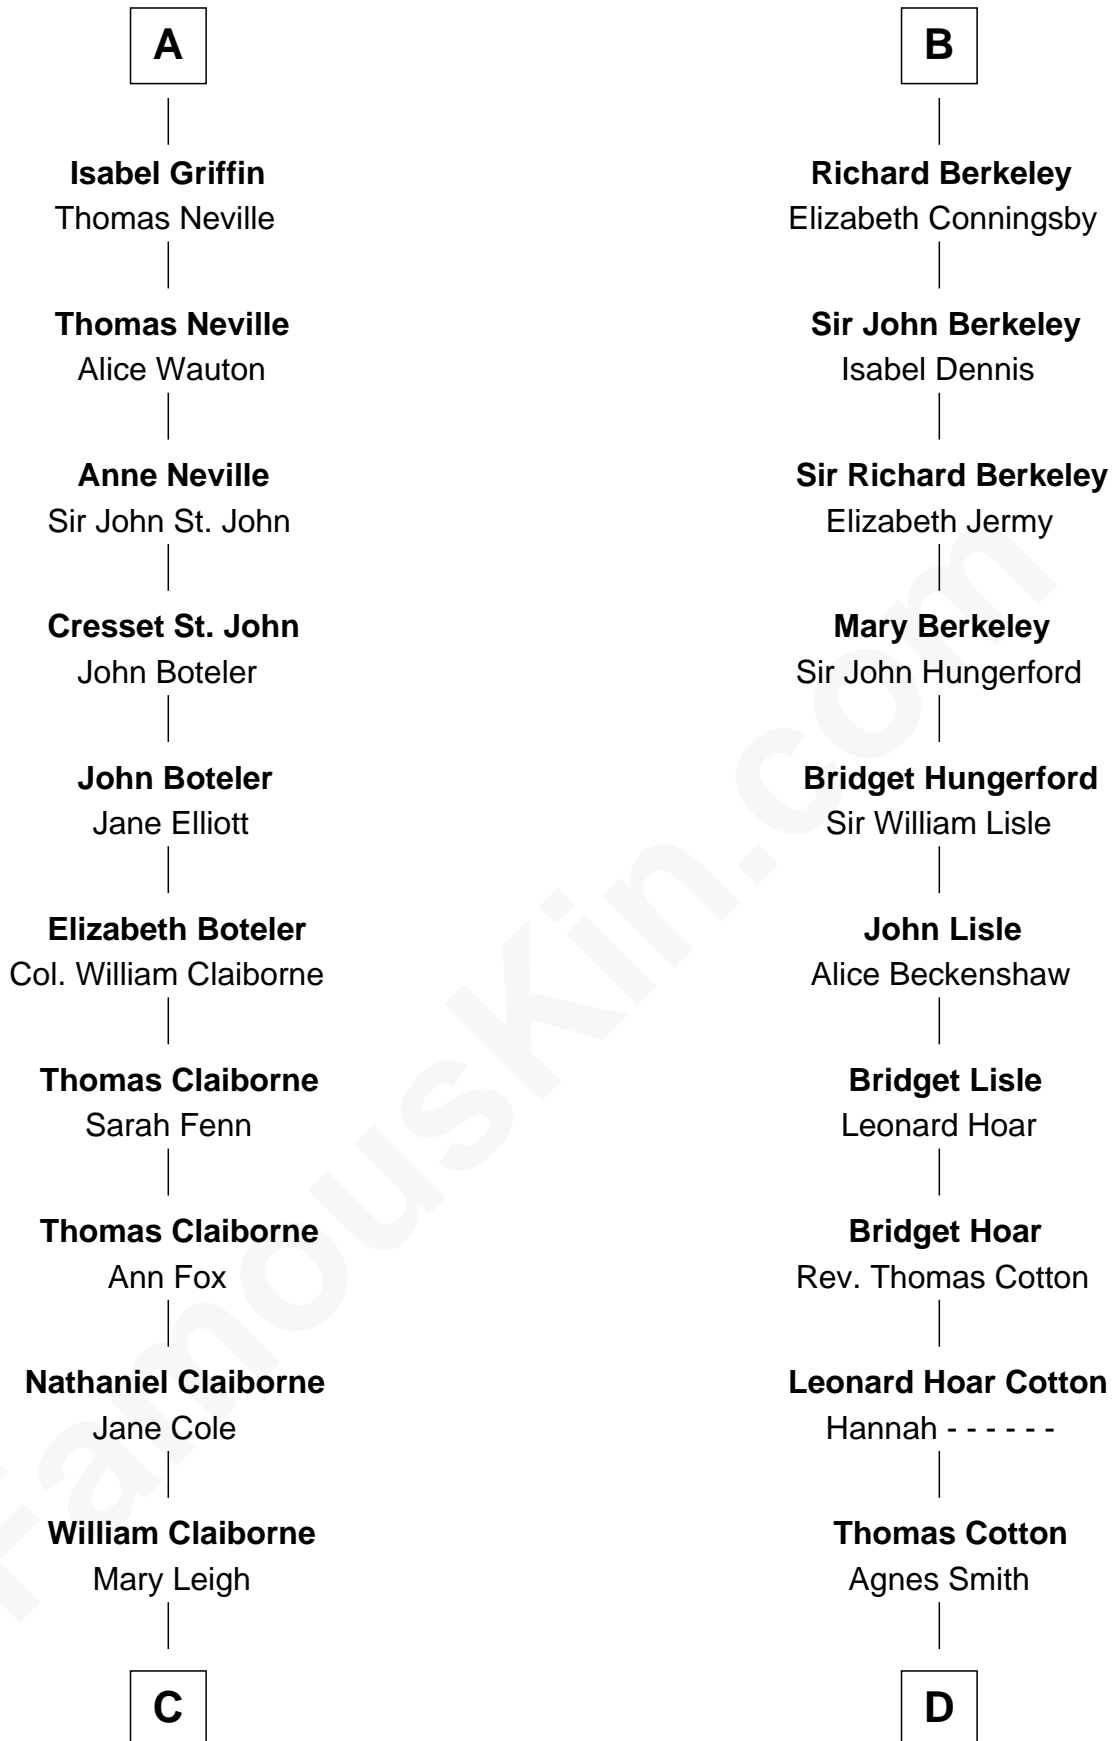 A
Isabel Griffin
Thomas Neville
Thomas Neville
Alice Wauton
Anne Neville
Sir John St. John
Cresset St. John
John Boteler
John Boteler
Jane Elliott
Elizabeth Boteler
Col. William Claiborne
Thomas Claiborne
Sarah Fenn
Thomas Claiborne
Ann Fox
Nathaniel Claiborne
Jane Cole
William Claiborne
Mary Leigh
C
B
Richard Berkeley
Elizabeth Conningsby
Sir John Berkeley
Isabel Dennis
Sir Richard Berkeley
Elizabeth Jermy
Mary Berkeley
Sir John Hungerford
Bridget Hungerford
Sir William Lisle
John Lisle
Alice Beckenshaw
Bridget Lisle
Leonard Hoar
Bridget Hoar
Rev. Thomas Cotton
Leonard Hoar Cotton
Hannah - - - - - -
Thomas Cotton
Agnes Smith
D
FamousKin.com